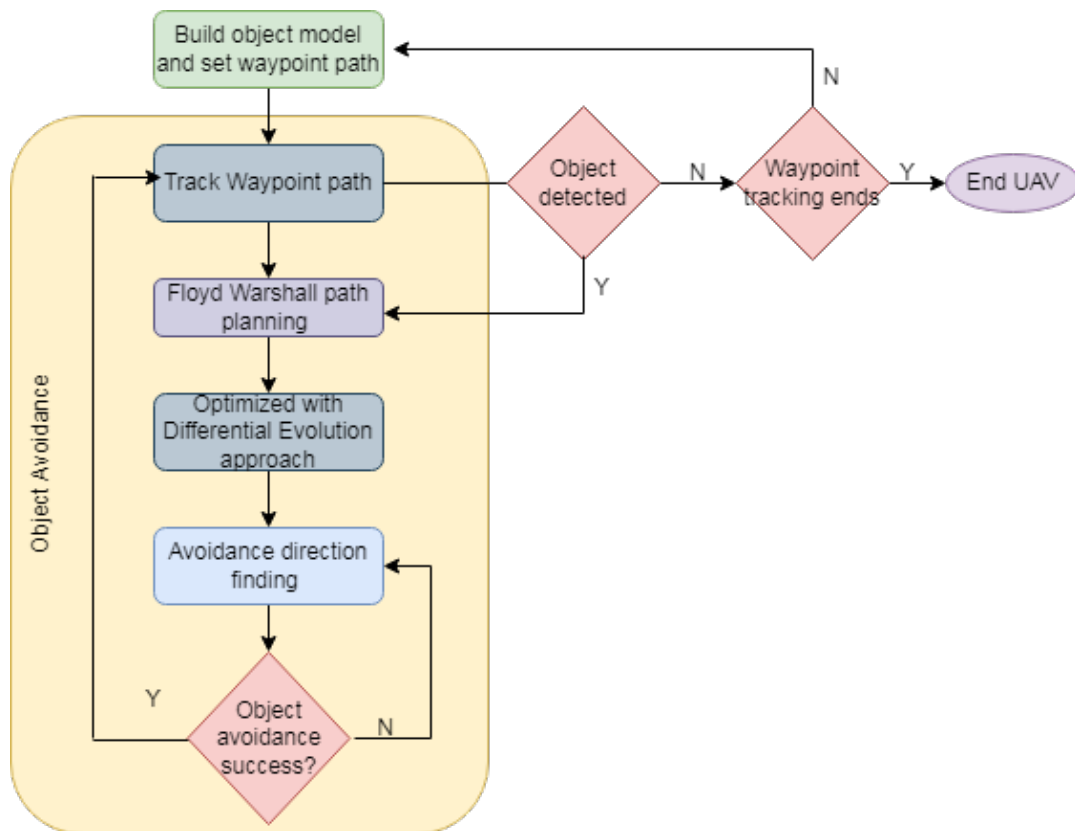 Build object model
and set waypoint path
N
Track Waypoint path
Object
detected
N
Waypoint
tracking ends
Y
End UAV
Y
Floyd Warshall path
planning
Optimized with
Differential Evolution
approach
Object Avoidance
Avoidance direction
finding
Y
Object
avoidance
success?
N